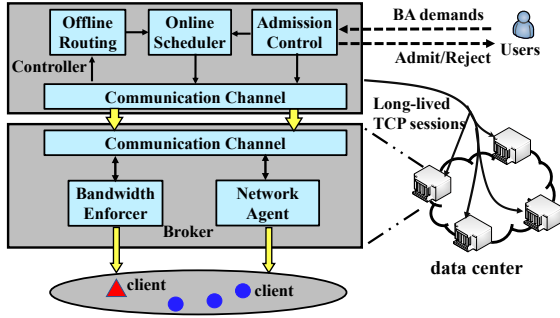 Offline
Routing
Online
Scheduler
Admission
Control
BA demands
Admit/Reject
Users
Controller
Communication Channel
Long-lived
TCP sessions
Communication Channel
Bandwidth
Enforcer
Network
Agent
Broker
data center
client
client